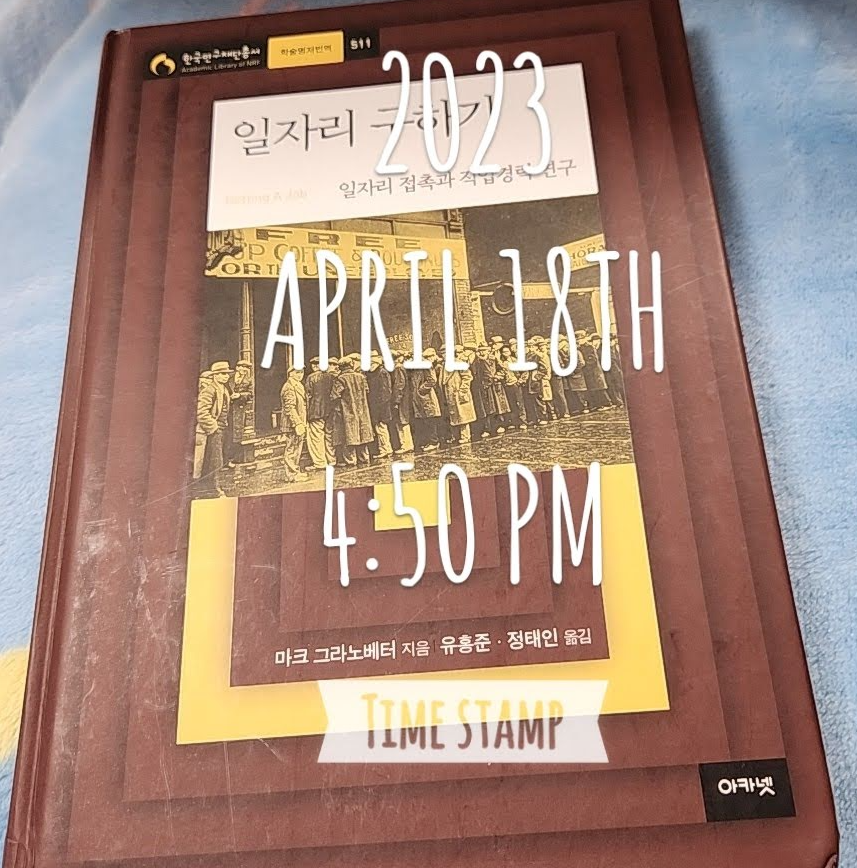 한국연구재단총서
Academic Library of NRF
학술명저번역
511
2023
일자리 구하기
일자리 접촉과 직업경력 연구
Getting A Job
FREE
APRIL 18TH
4:50 PM
마크 그라노베터 지음 유홍준 · 정태인 옮김
TIME STAMP
아카넷